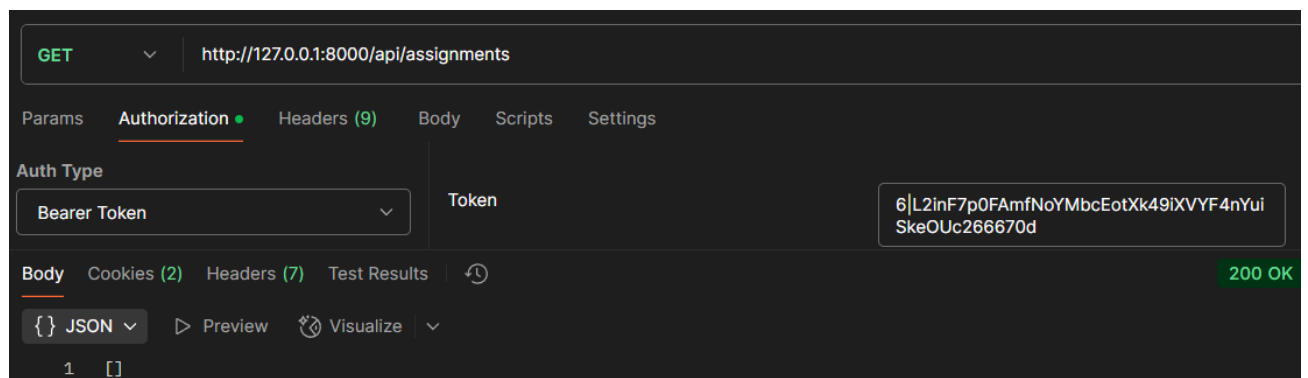 GET http://127.0.0.1:8000/api/assignments
Params Authorization Headers (9) Body Scripts Settings
Auth Type
Bearer Token
Token
6|L2inF7p0FAmfNoYMbcEotXk49iXVYF4nYui
SkeOUc266670d
Body Cookies (2) Headers (7) Test Results
200 OK
{} JSON Preview Visualize
1 []